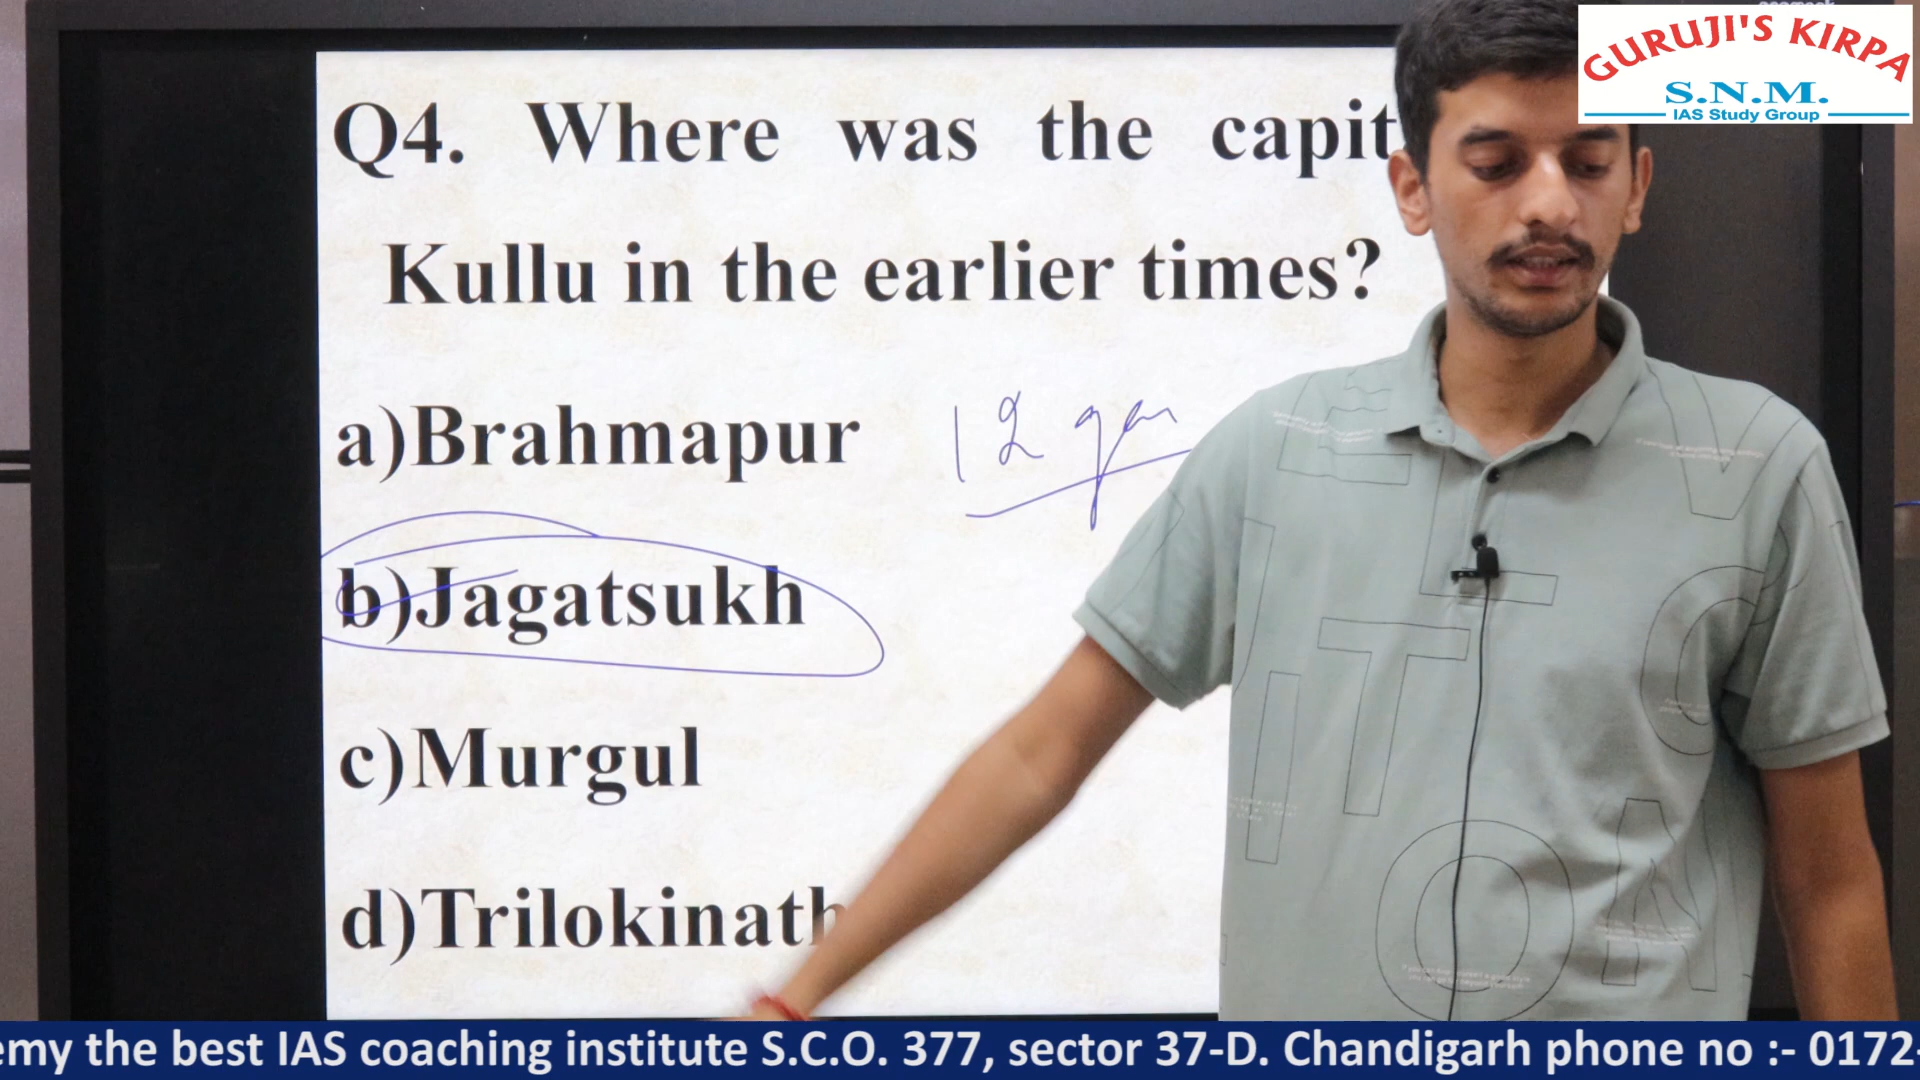 GURUJI'S KIRPA
S.N.M.
IAS Study Group
Q4. Where was the capit
Kullu in the earlier times?
a)Brahmapur
12
b)Jagatsukh
c)Murgul
d)Trilokinath
emy the best IAS coaching institute S.C.O. 377, sector 37-D. Chandigarh phone no :- 0172-